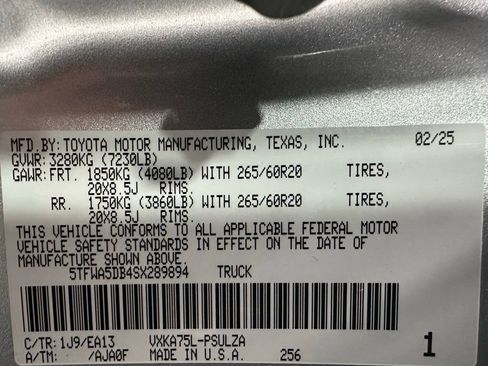 MFD.BY:TOYOTA MOTOR MANUFACTURING, TEXAS, INC. 02/25
GVWR:3280KG (7230LB)
GAWR:FRT. 1850KG (4080LB) WITH 265/60R20 TIRES,
20X8.5J RIMS.
RR. 1750KG (3860LB) WITH 265/60R20 TIRES,
20X8.5J RIMS.
THIS VEHICLE CONFORMS TO ALL APPLICABLE FEDERAL MOTOR
VEHICLE SAFETY STANDARDS IN EFFECT ON THE DATE OF
MANUFACTURE SHOWN ABOVE.
5TFWA5DB4SX289894 TRUCK
C/TR:1J9/EA13 VXKA75L-PSULZA
A/TM: /AJA0F MADE IN U.S.A. 256 1